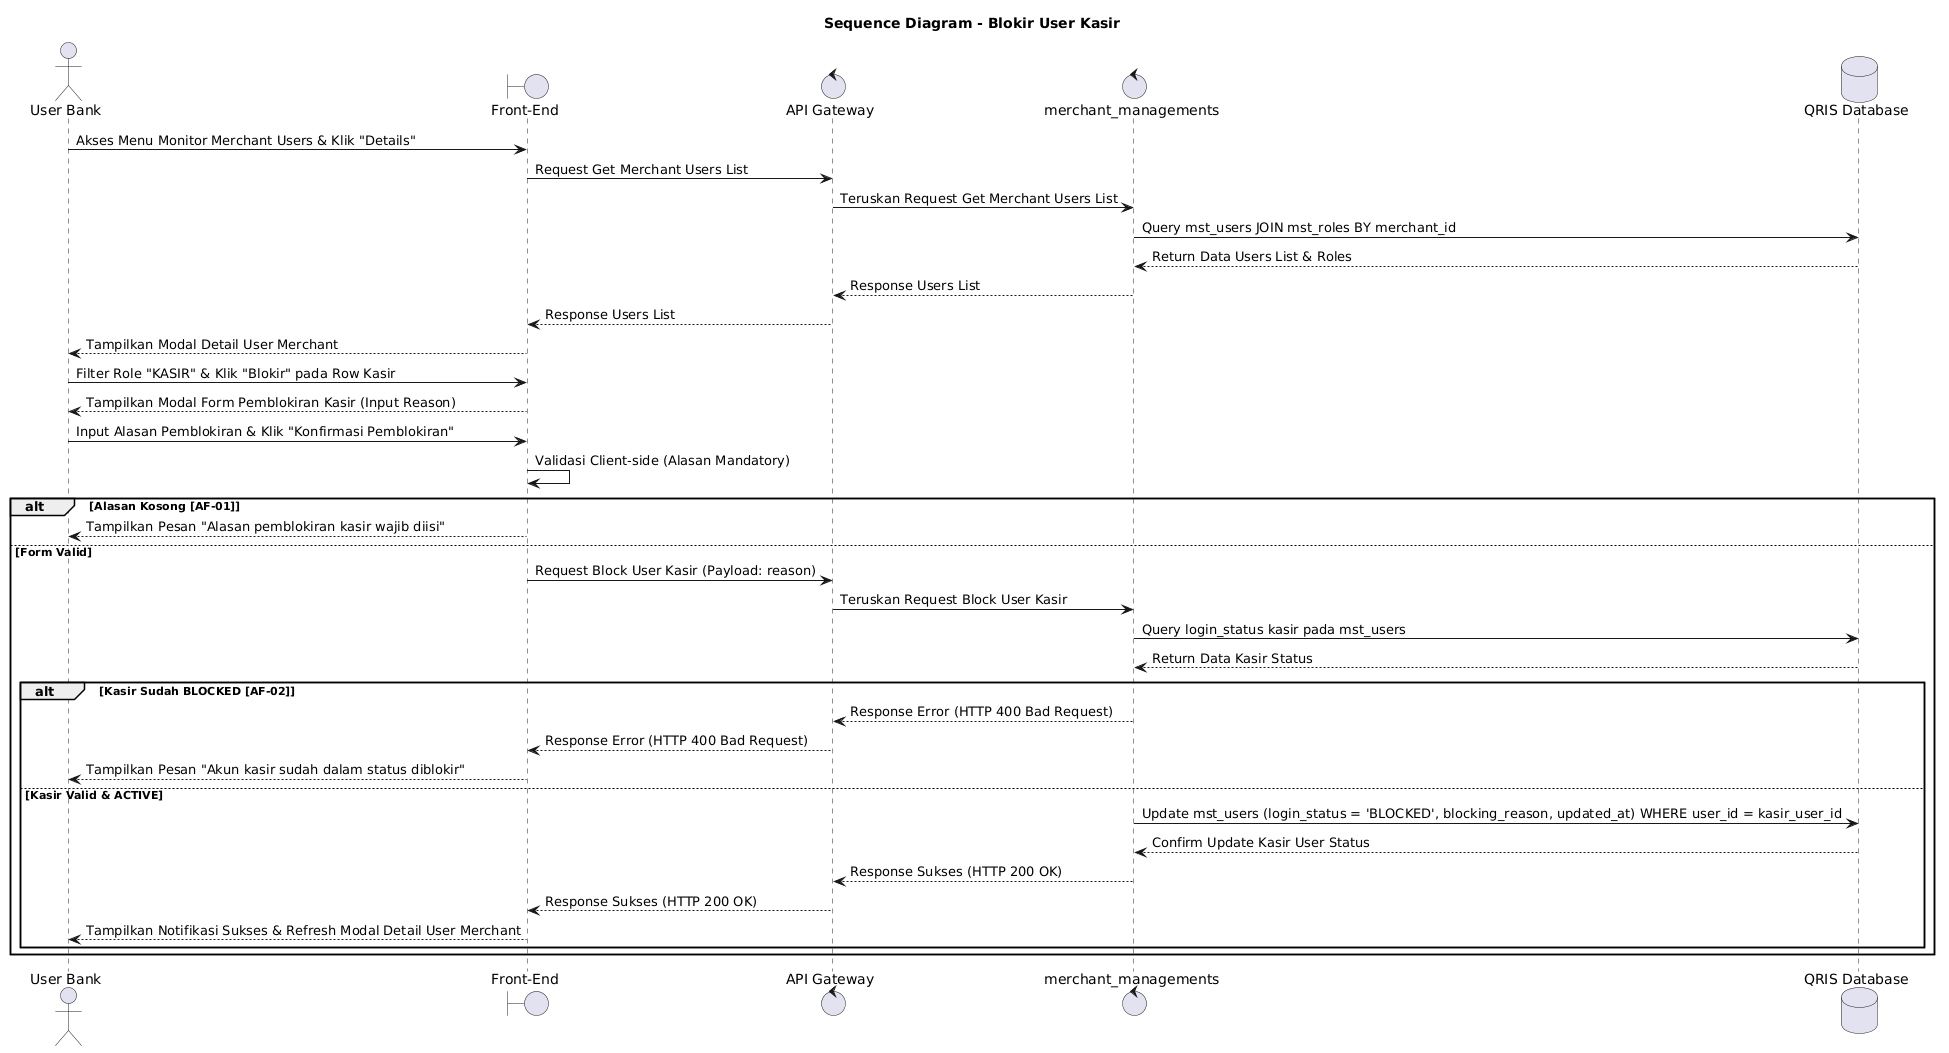 Sequence Diagram - Blokir User Kasir
User Bank
Front-End
API Gateway
merchant_managements
QRIS Database
Akses Menu Monitor Merchant Users & Klik "Details"
Request Get Merchant Users List
Teruskan Request Get Merchant Users List
Query mst_users JOIN mst_roles BY merchant_id
Return Data Users List & Roles
Response Users List
Response Users List
Tampilkan Modal Detail User Merchant
Filter Role "KASIR" & Klik "Blokir" pada Row Kasir
Tampilkan Modal Form Pemblokiran Kasir (Input Reason)
Input Alasan Pemblokiran & Klik "Konfirmasi Pemblokiran"
Validasi Client-side (Alasan Mandatory)
alt [Alasan Kosong [AF-01]]
Tampilkan Pesan "Alasan pemblokiran kasir wajib diisi"
[Form Valid]
Request Block User Kasir (Payload: reason)
Teruskan Request Block User Kasir
Query login_status kasir pada mst_users
Return Data Kasir Status
alt [Kasir Sudah BLOCKED [AF-02]]
Response Error (HTTP 400 Bad Request)
Response Error (HTTP 400 Bad Request)
Tampilkan Pesan "Akun kasir sudah dalam status diblokir"
[Kasir Valid & ACTIVE]
Update mst_users (login_status = 'BLOCKED', blocking_reason, updated_at) WHERE user_id = kasir_user_id
Confirm Update Kasir User Status
Response Sukses (HTTP 200 OK)
Response Sukses (HTTP 200 OK)
Tampilkan Notifikasi Sukses & Refresh Modal Detail User Merchant
User Bank
Front-End
API Gateway
merchant_managements
QRIS Database